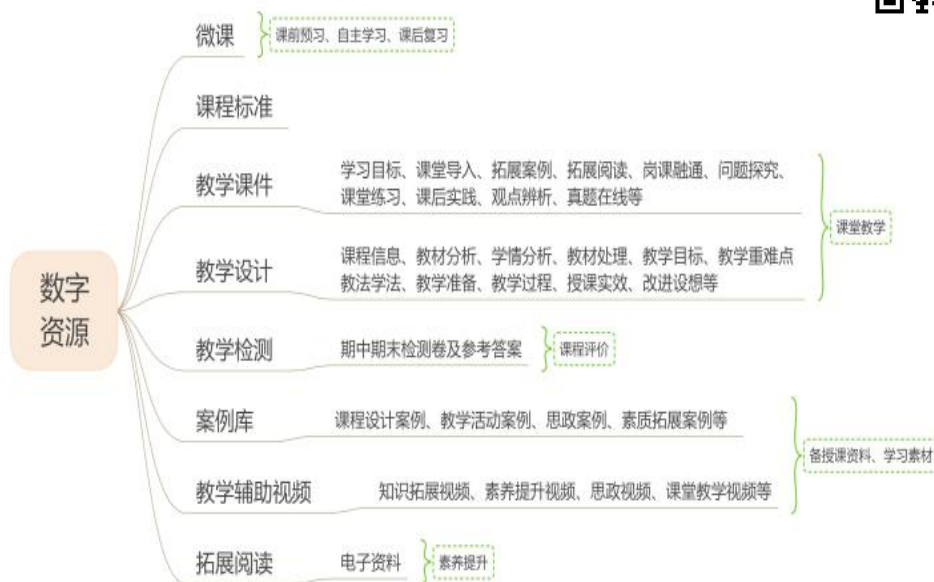 微课
课前预习、自主学习、课后复习
课程标准
教学课件
学习目标、课堂导入、拓展案例、拓展阅读、岗课融通、问题探究、
课堂练习、课后实践、观点辨析、真题在线等
课堂教学
教学设计
课程信息、教材分析、学情分析、教材处理、教学目标、教学重难点
教法学法、教学准备、教学过程、授课实效、改进设想等
数字
资源
教学检测
期中期末检测卷及参考答案
课程评价
案例库
课程设计案例、教学活动案例、思政案例、素质拓展案例等
备授课资料、学习素材
教学辅助视频
知识拓展视频、素养提升视频、思政视频、课堂教学视频等
拓展阅读
电子资料
素养提升